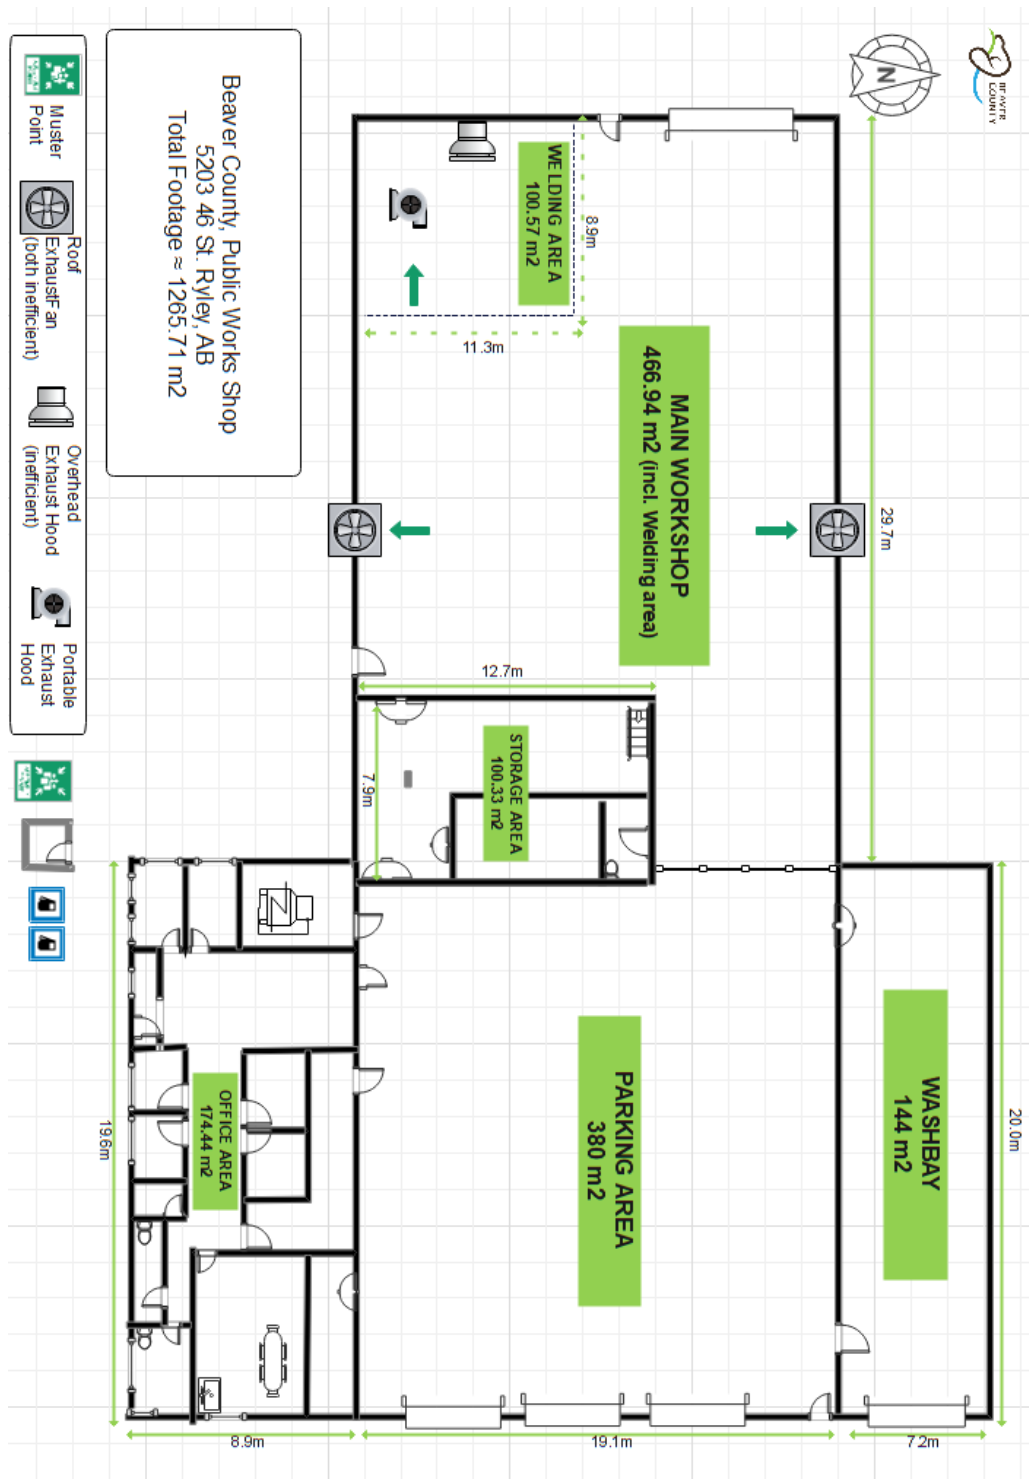 BEAVER
COUNTY
N
Beaver County, Public Works Shop
5203 46 St. Ryley, AB
Total Footage ≈ 1265.71 m2
Muster
Point
Roof
ExhaustFan
(both inefficient)
Overhead
Exhaust Hood
(inefficient)
Portable
Exhaust
Hood
WELDING AREA
100.57 m2
8.9m
11.3m
MAIN WORKSHOP
466.94 m2 (incl. Welding area)
29.7m
12.7m
STORAGE AREA
100.33 m2
7.9m
WASHBAY
144 m2
20.0m
PARKING AREA
380 m2
OFFICE AREA
174.44 m2
19.6m
8.9m
19.1m
7.2m